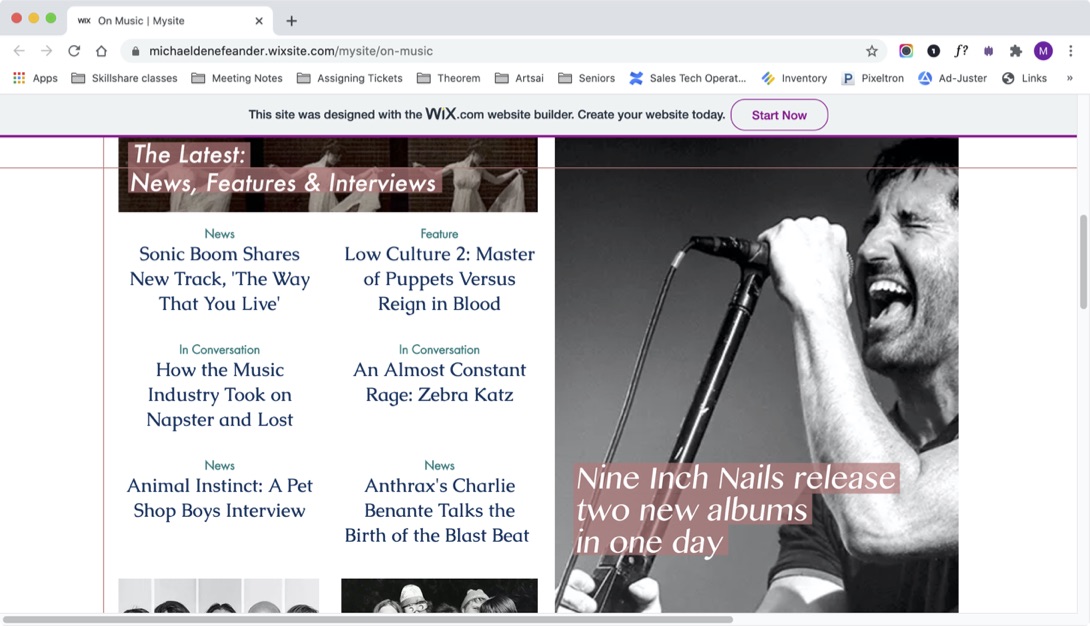 WiX On Music | Mysite
michaeldenefeander.wixsite.com/mysite/on-music
f?
M
Apps Skillshare classes Meeting Notes Assigning Tickets Theorem Artsai Seniors Sales Tech Operat... Inventory Pixeltron Ad-Juster Links »
This site was designed with the WiX.com website builder. Create your website today. Start Now
The Latest:
News, Features & Interviews
News
Sonic Boom Shares
New Track, 'The Way
That You Live'
Feature
Low Culture 2: Master
of Puppets Versus
Reign in Blood
In Conversation
How the Music
Industry Took on
Napster and Lost
In Conversation
An Almost Constant
Rage: Zebra Katz
News
Animal Instinct: A Pet
Shop Boys Interview
News
Anthrax's Charlie
Benante Talks the
Birth of the Blast Beat
Nine Inch Nails release
two new albums
in one day